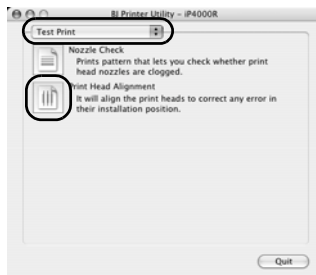 BJ Printer Utility – iP4000R
Test Print
Nozzle Check
Prints pattern that lets you check whether print
head nozzles are clogged.
Print Head Alignment
It will align the print heads to correct any error in
their installation position.
Quit